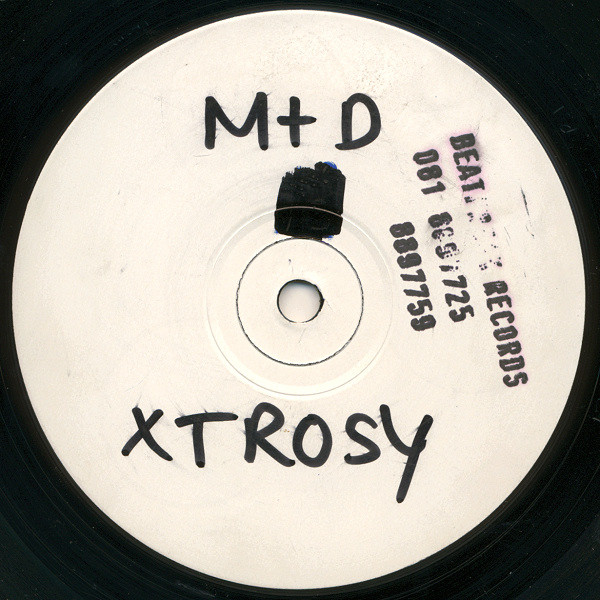 M+D
RECORDS
081
8897759
XTROSY